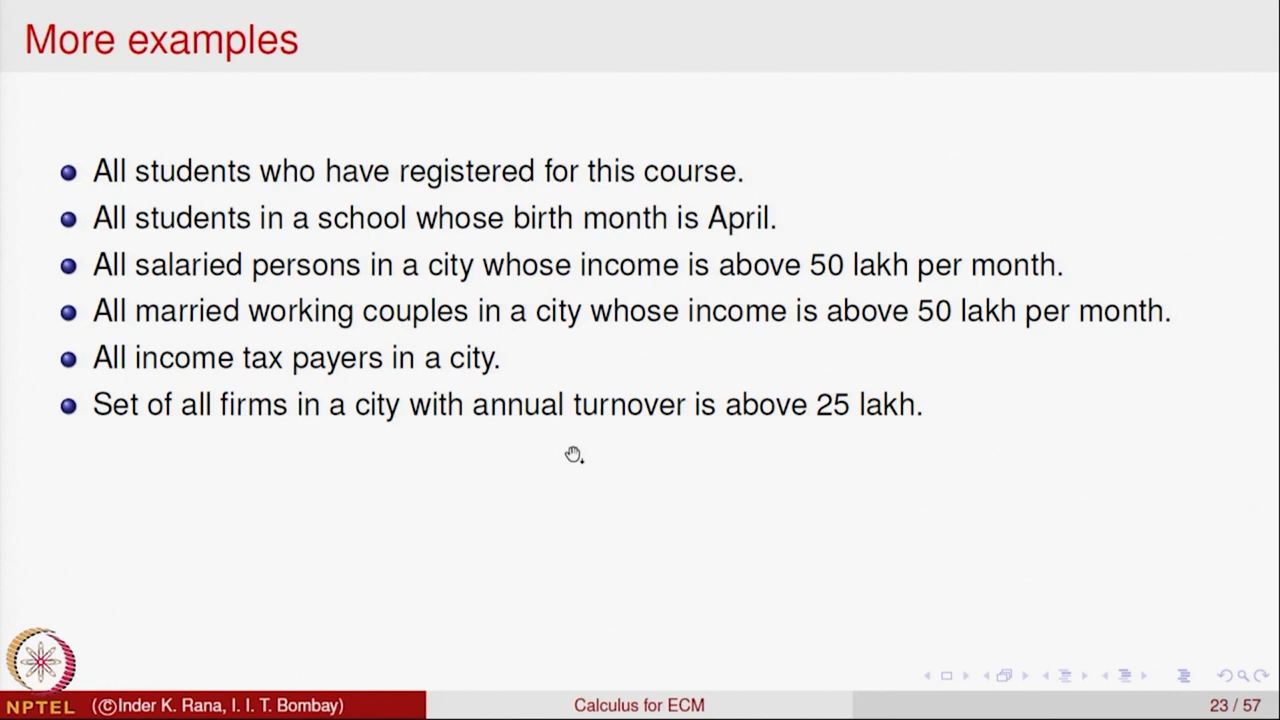 More examples
All students who have registered for this course.
All students in a school whose birth month is April.
All salaried persons in a city whose income is above 50 lakh per month.
All married working couples in a city whose income is above 50 lakh per month.
All income tax payers in a city.
Set of all firms in a city with annual turnover is above 25 lakh.
NPTEL (©Inder K. Rana, I. I. T. Bombay) Calculus for ECM 23 / 57